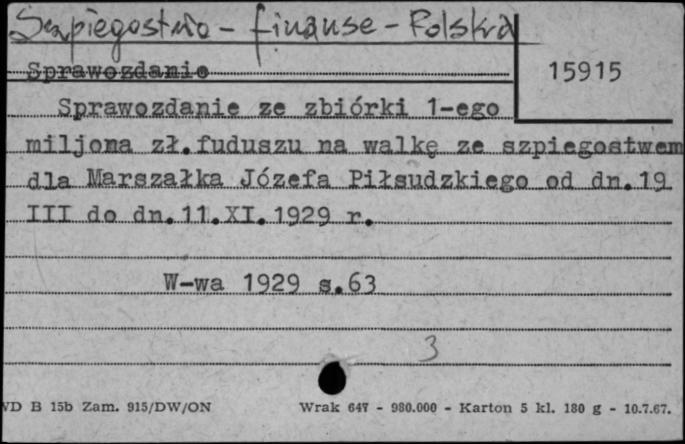 Szpiegostwo - finanse - Polska
Sprawozdanie
15915
Sprawozdanie ze zbiórki 1-ego
miljona zł.fuduszu na walkę ze szpiegostwem
dla Marszałka Józefa Piłsudzkiego od dn.19
III do dn.11.XI.1929 r.
W-wa 1929 s.63
3
VD B 15b Zam. 915/DW/ON Wrak 647 - 980.000 - Karton 5 kl. 180 g - 10.7.67.